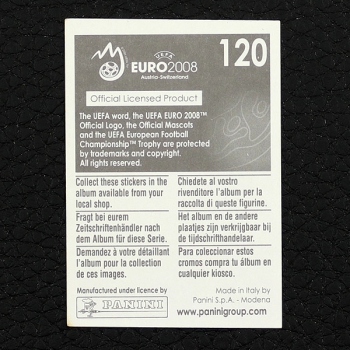 UEFA
EURO2008™
Austria-Switzerland
120
Official Licensed Product
The UEFA word, the UEFA EURO 2008™
Official Logo, the Official Mascots
and the UEFA European Football
Championship™ Trophy are protected
by trademarks and copyright.
All rights reserved.
Collect these stickers in the
album available from your
local shop.
Chiedete al vostro
rivenditore l'album per la
raccolta di queste figurine.
Fragt bei eurem
Zeitschriftenhändler nach
dem Album für diese Serie.
Het album en de andere
plaatjes zijn verkrijgbaar bij
de tijdschrifthandelaar.
Demandez à votre détaillant
l'album pour la collection
de ces images.
Para coleccionar estos
cromos compra tu álbum en
cualquier kiosco.
Manufactured under licence by
PANINI
Made in Italy by
Panini S.p.A. - Modena
www.paninigroup.com